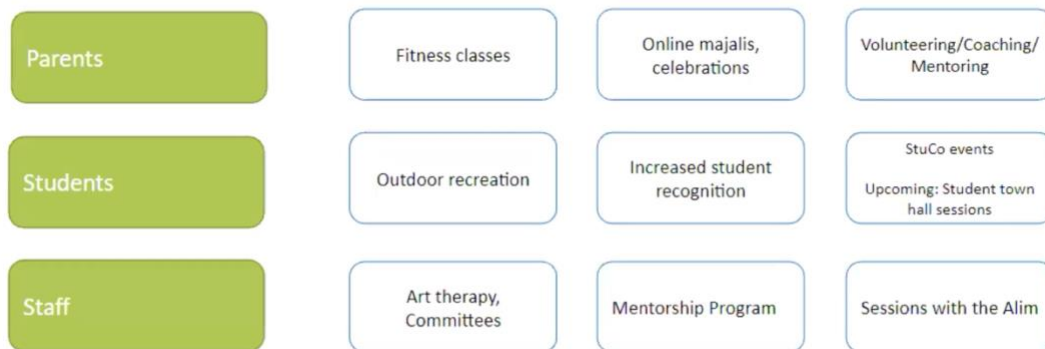 Parents
Fitness classes
Online majalis,
celebrations
Volunteering/Coaching/
Mentoring
Students
Outdoor recreation
Increased student
recognition
StuCo events
Upcoming: Student town
hall sessions
Staff
Art therapy,
Committees
Mentorship Program
Sessions with the Alim